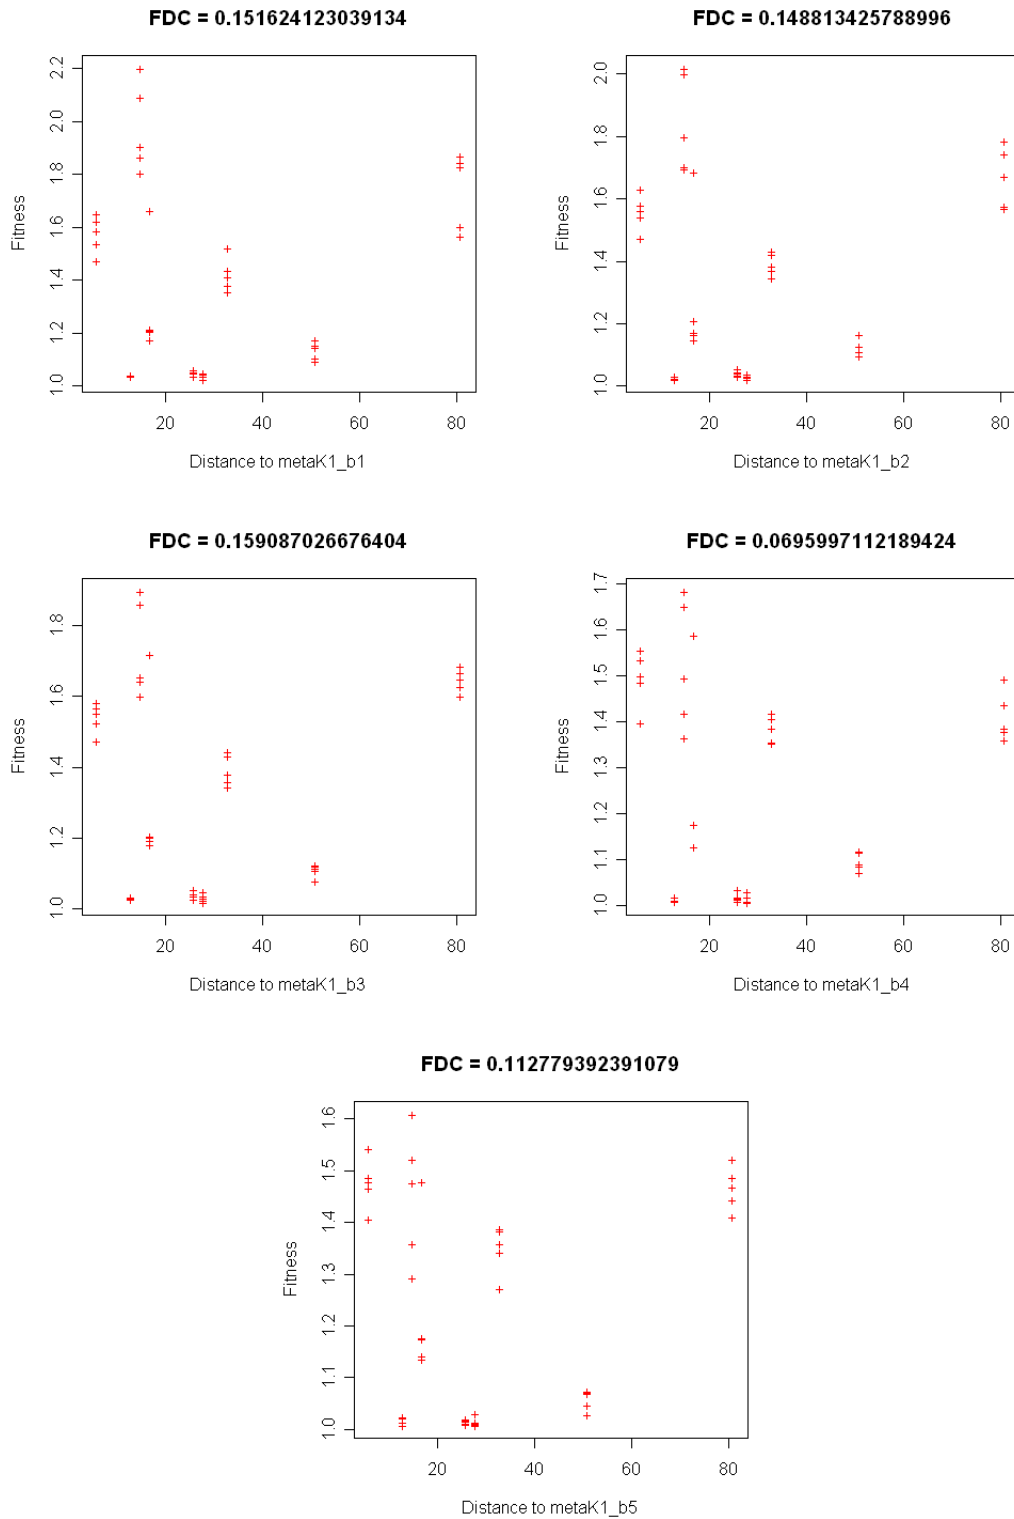 FDC = 0.151624123039134
Fitness
2.2
2.0
1.8
1.6
1.4
1.2
1.0
20 40 60 80
Distance to metaK1_b1
FDC = 0.148813425788996
Fitness
2.0
1.8
1.6
1.4
1.2
1.0
20 40 60 80
Distance to metaK1_b2
FDC = 0.159087026676404
Fitness
1.8
1.6
1.4
1.2
1.0
20 40 60 80
Distance to metaK1_b3
FDC = 0.0695997112189424
Fitness
1.7
1.6
1.5
1.4
1.3
1.2
1.1
1.0
20 40 60 80
Distance to metaK1_b4
FDC = 0.112779392391079
Fitness
1.6
1.5
1.4
1.3
1.2
1.1
1.0
20 40 60 80
Distance to metaK1_b5